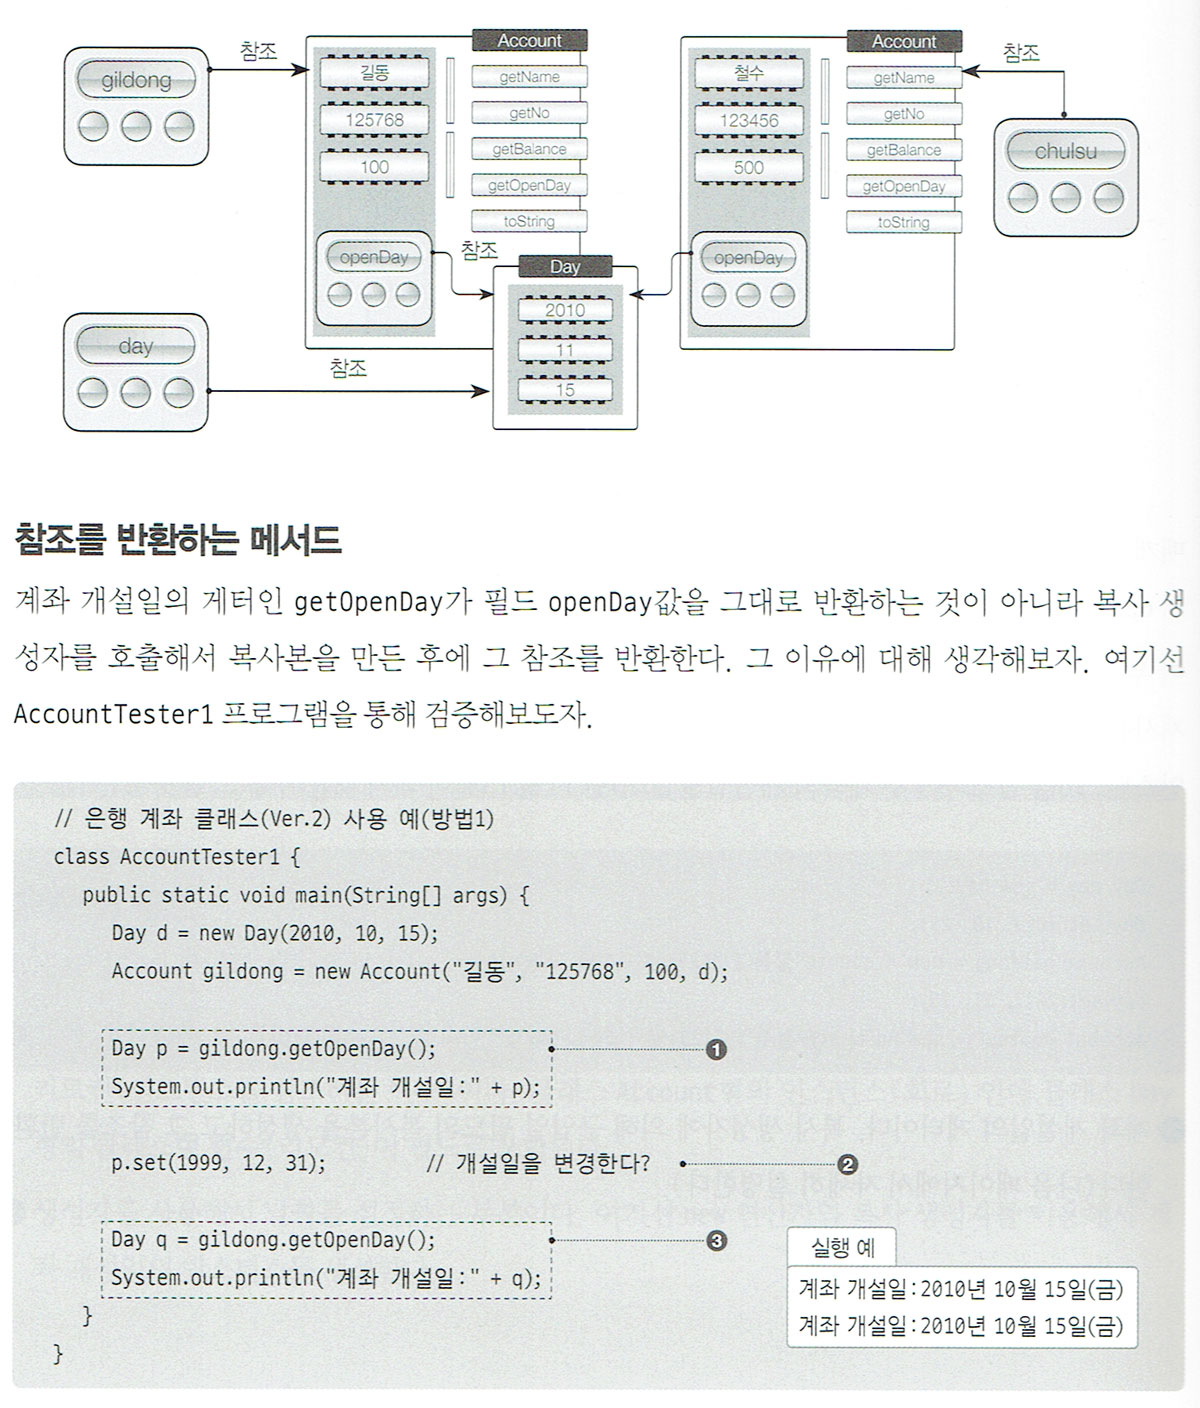 참조
Account
Account
참조
gildong
길동
getName
철수
getName
125768
getNo
123456
getNo
chulsu
100
getBalance
500
getBalance
getOpenDay
getOpenDay
toString
toString
openDay
참조
Day
openDay
2010
day
11
참조
15
참조를 반환하는 메서드
계좌 개설일의 게터인 getOpenDay가 필드 openDay값을 그대로 반환하는 것이 아니라 복사 생
성자를 호출해서 복사본을 만든 후에 그 참조를 반환한다. 그 이유에 대해 생각해보자. 여기선
AccountTester1 프로그램을 통해 검증해보도자.
// 은행 계좌 클래스(Ver.2) 사용 예(방법1)
class AccountTester1 {
public static void main(String[] args) {
Day d = new Day(2010, 10, 15);
Account gildong = new Account("길동", "125768", 100, d);
Day p = gildong.getOpenDay(); ❶
System.out.println("계좌 개설일:" + p);
p.set(1999, 12, 31); // 개설일을 변경한다? ❷
Day q = gildong.getOpenDay(); ❸
System.out.println("계좌 개설일:" + q);
}
}
실행 예
계좌 개설일:2010년 10월 15일(금)
계좌 개설일:2010년 10월 15일(금)